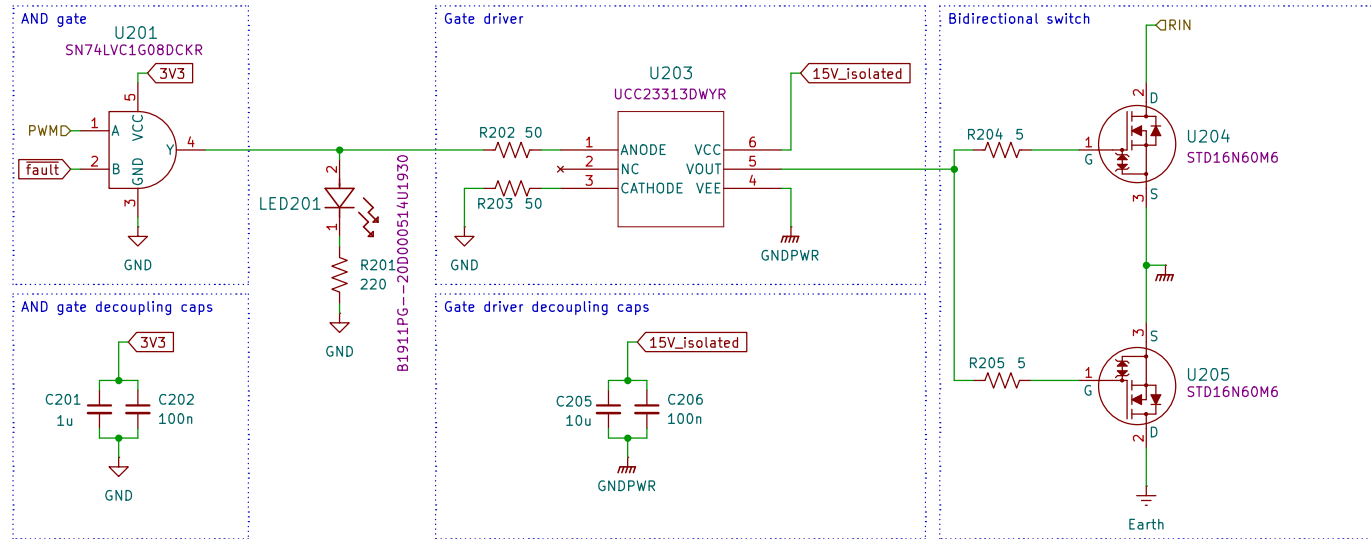 AND gate
U201
SN74LVC1G08DCKR
3V3
5
VCC
PWM
1
A
Y
4
fault
2
B
GND
3
GND
2
LED201
1
B1911PG--20D000514U1930
R201
220
GND
Gate driver
U203
UCC23313DWYR
15V_isolated
R202 50
1
ANODE
VCC
6
2
NC
VOUT
5
3
CATHODE
VEE
4
R203 50
GND
GNDPWR
Bidirectional switch
RIN
2
D
R204 5
1
G
U204
STD16N60M6
3
S
3
S
R205 5
1
G
U205
STD16N60M6
2
D
Earth
AND gate decoupling caps
3V3
C201
1u
C202
100n
GND
Gate driver decoupling caps
15V_isolated
C205
10u
C206
100n
GNDPWR